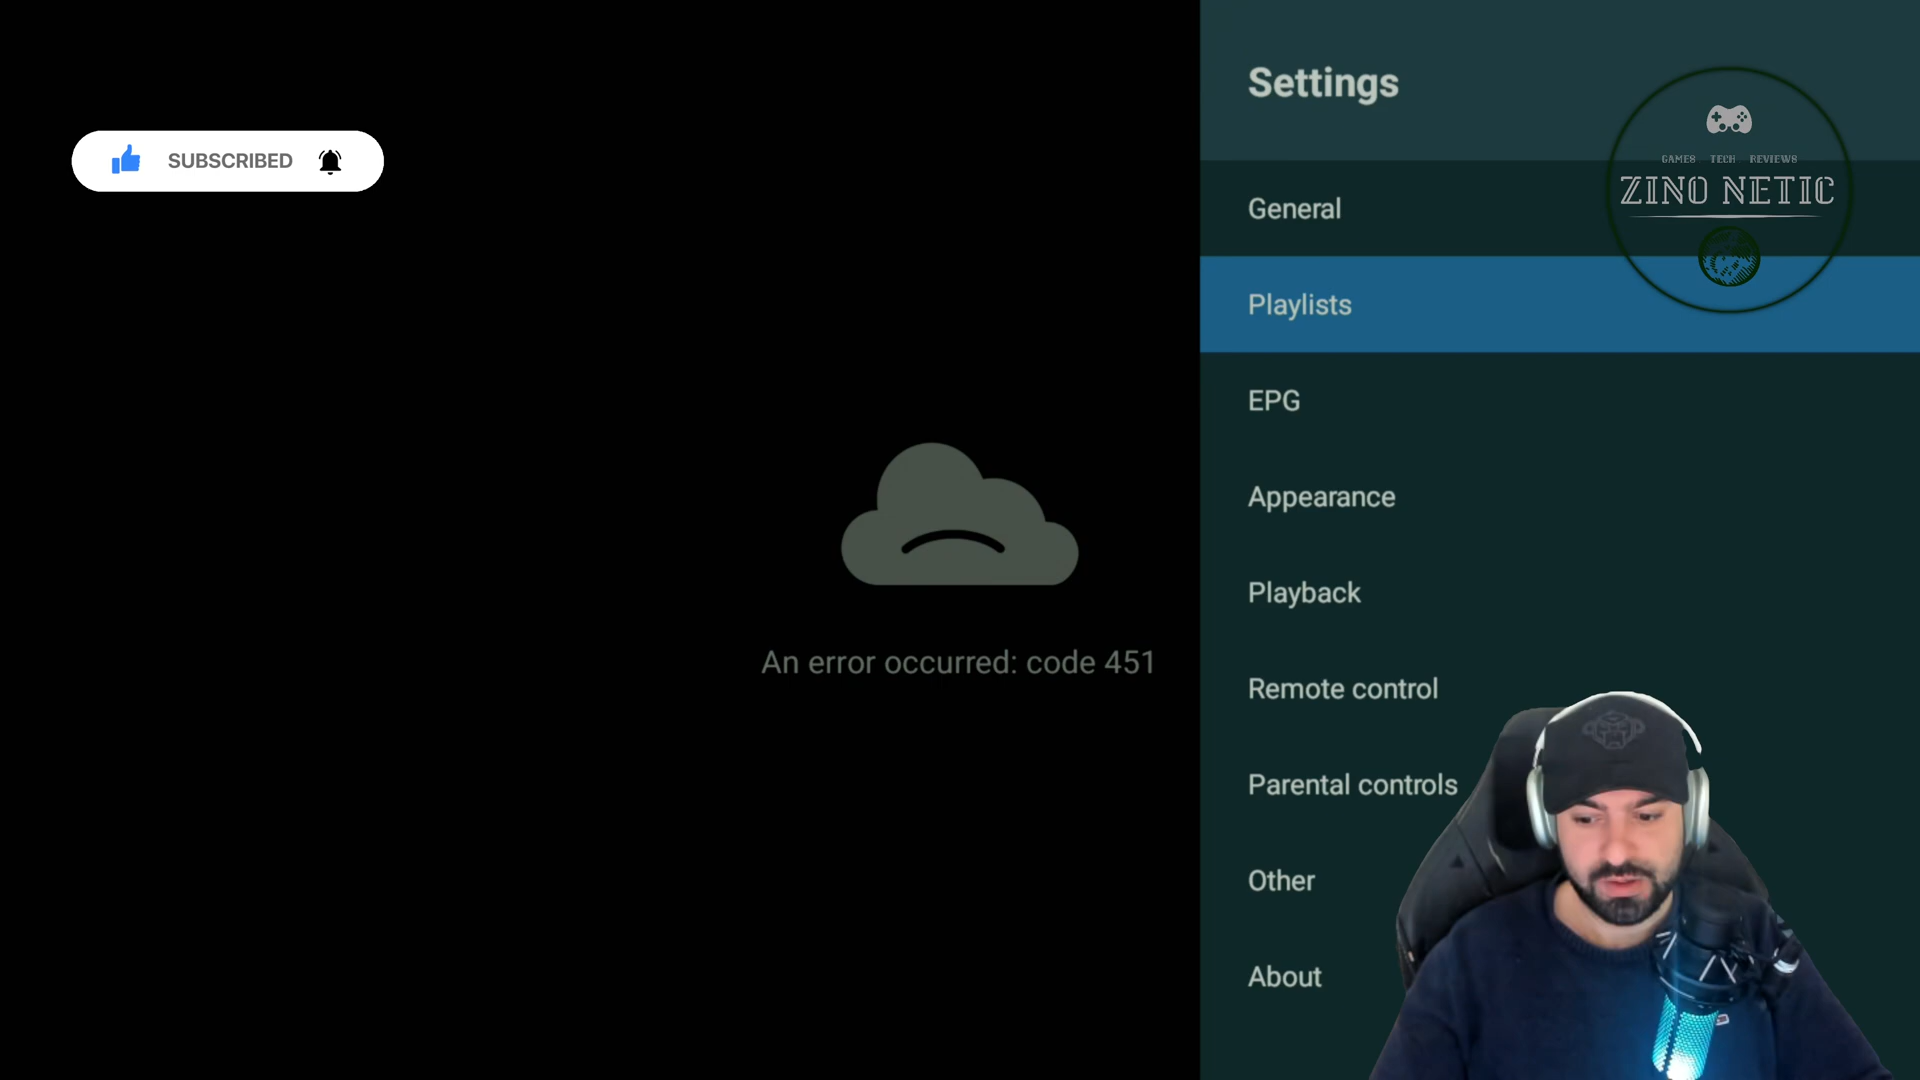 SUBSCRIBED
An error occurred: code 451
Settings
GAMES TECH REVIEWS
ZINO NETIC
General
Playlists
EPG
Appearance
Playback
Remote control
Parental controls
Other
About